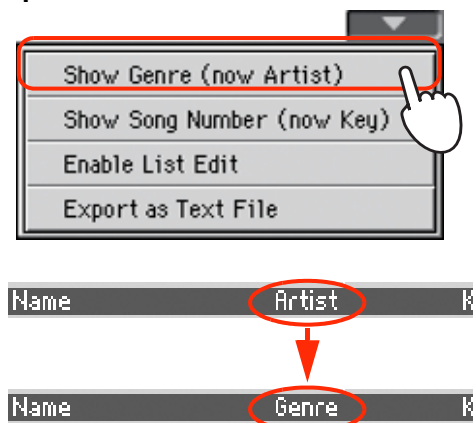 Show Genre (now Artist)
Show Song Number (now Key)
Enable List Edit
Export as Text File
Name Artist K
Name Genre K